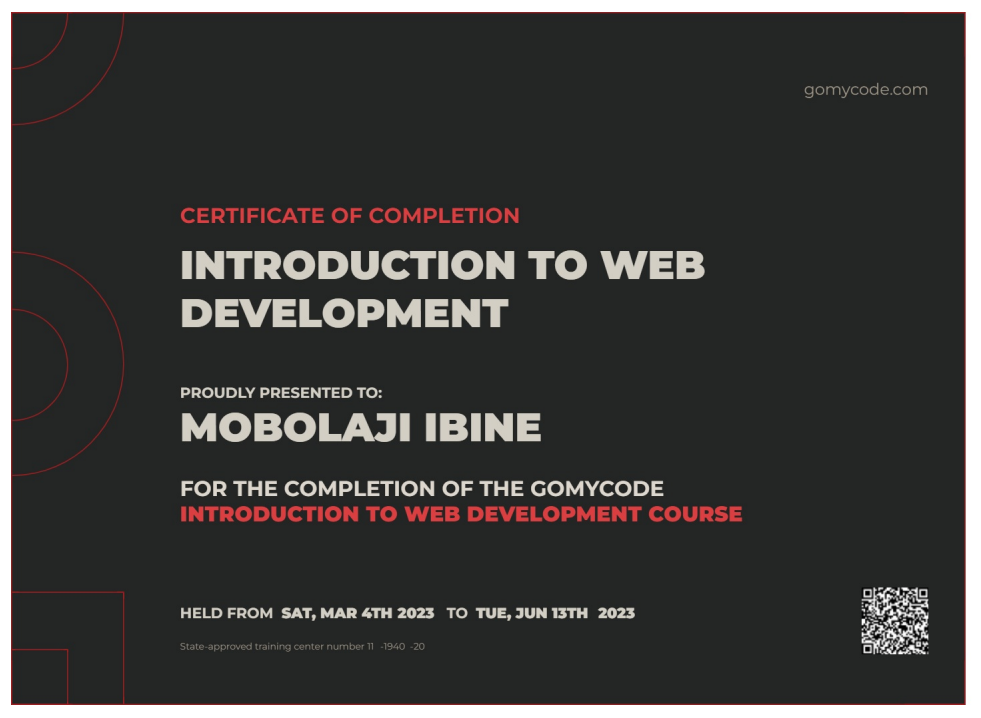 gomycode.com
CERTIFICATE OF COMPLETION
INTRODUCTION TO WEB
DEVELOPMENT
PROUDLY PRESENTED TO:
MOBOLAJI IBINE
FOR THE COMPLETION OF THE GOMYCODE
INTRODUCTION TO WEB DEVELOPMENT COURSE
HELD FROM SAT, MAR 4TH 2023 TO TUE, JUN 13TH 2023
State-approved training center number 11 -1940 -20